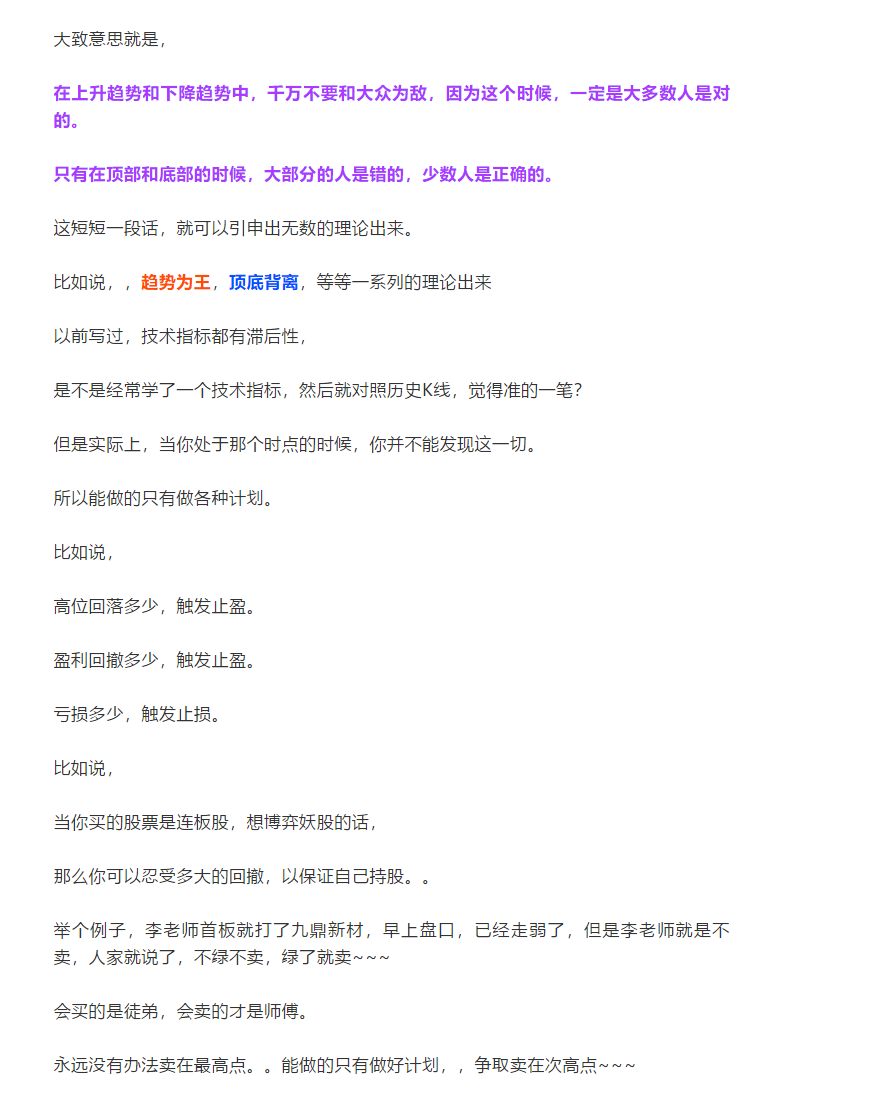 大致意思就是，
在上升趋势和下降趋势中，千万不要和大众为敌，因为这个时候，一定是大多数人是对
的。
只有在顶部和底部的时候，大部分的人是错的，少数人是正确的。
这短短一段话，就可以引申出无数的理论出来。
比如说，，趋势为王，顶底背离，等等一系列的理论出来
以前写过，技术指标都有滞后性，
是不是经常学了一个技术指标，然后就对照历史K线，觉得准的一笔？
但是实际上，当你处于那个时点的时候，你并不能发现这一切。
所以能做的只有做各种计划。
比如说，
高位回落多少，触发止盈。
盈利回撤多少，触发止盈。
亏损多少，触发止损。
比如说，
当你买的股票是连板股，想博弈妖股的话，
那么你可以忍受多大的回撤，以保证自己持股。。
举个例子，李老师首板就打了九鼎新材，早上盘口，已经走弱了，但是李老师就是不
卖，人家就说了，不绿不卖，绿了就卖~~~
会买的是徒弟，会卖的才是师傅。
永远没有办法卖在最高点。。能做的只有做好计划，，争取卖在次高点~~~